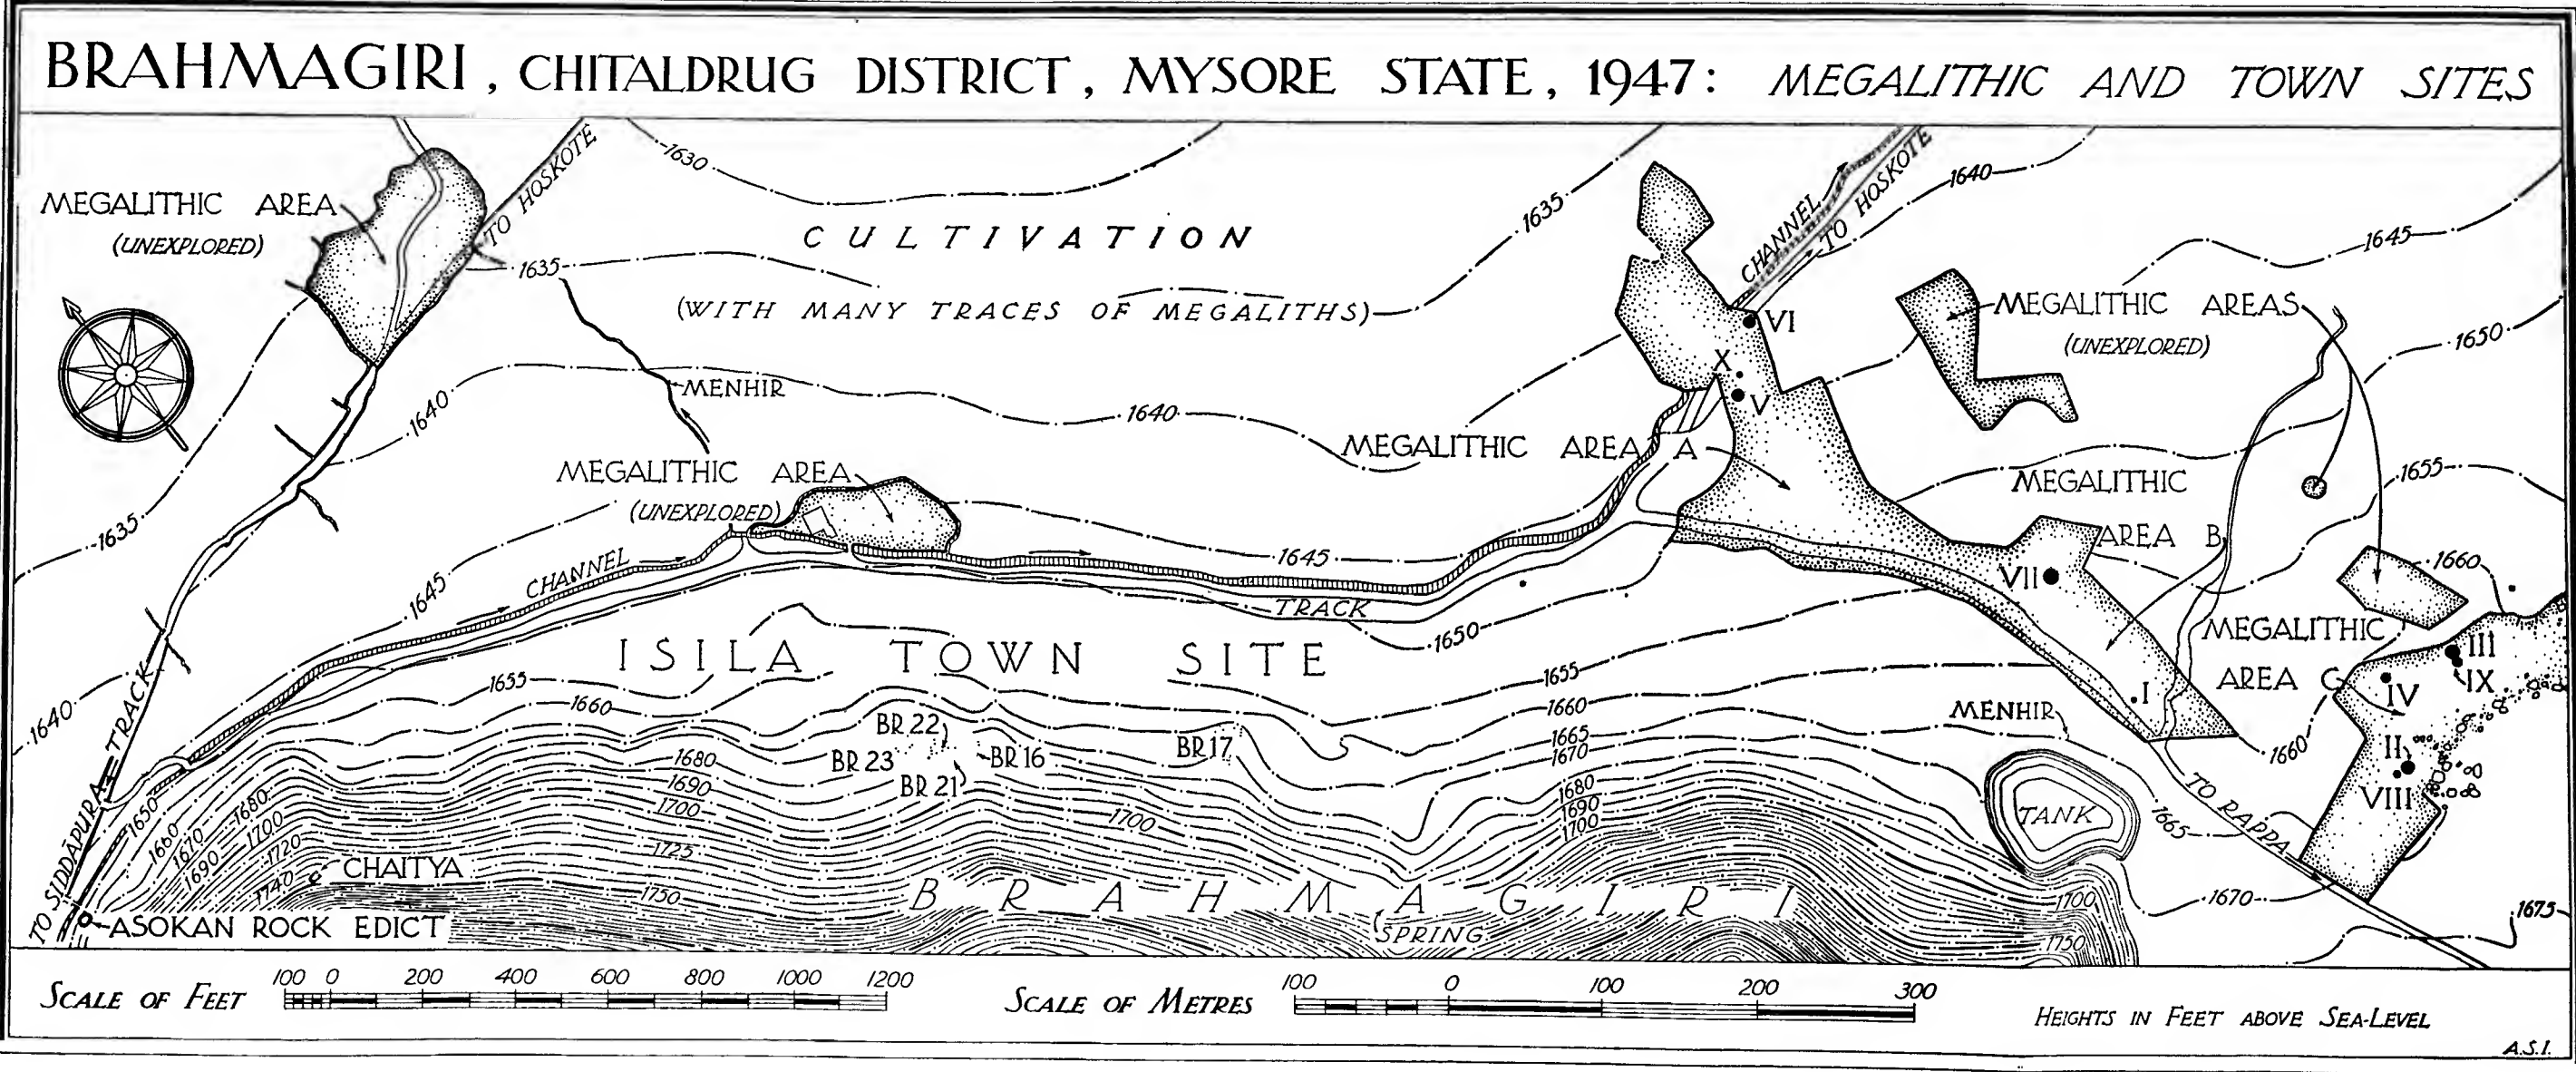 BRAHMAGIRI, CHITALDRUG DISTRICT, MYSORE STATE, 1947: MEGALITHIC AND TOWN SITES
MEGALITHIC AREA
(UNEXPLORED)
TO HOSKOTE
1630
1635
CULTIVATION
(WITH MANY TRACES OF MEGALITHS)
1635
CHANNEL
TO HOSKOTE
1640
1645
MEGALITHIC AREAS
(UNEXPLORED)
1650
VI
X
V
MENHIR
1640
1640
MEGALITHIC AREA A
MEGALITHIC AREA
(UNEXPLORED)
MEGALITHIC
AREA B
1655
1635
1645
CHANNEL
1645
TRACK
1650
VII
1660
MEGALITHIC
AREA C
III
IX
IV
I
II
VIII
ISILA TOWN SITE
1640
TRACK
1655
1660
1655
1660
1665
1670
MENHIR
1660
BR 22
BR 23
BR 16
BR 21
BR 17
1680
1690
1700
1700
1680
1690
1700
TANK
TO RAPPA
1665
1650
1660
1670
1680
1690
1700
1720
1740
1725
1750
CHAITYA
BRAHMAGIRI
SPRING
1700
1750
1670
1675
TO SIDDAPURA
ASOKAN ROCK EDICT
SCALE OF FEET
100 0 200 400 600 800 1000 1200
SCALE OF METRES
100 0 100 200 300
HEIGHTS IN FEET ABOVE SEA-LEVEL
A.S.I.